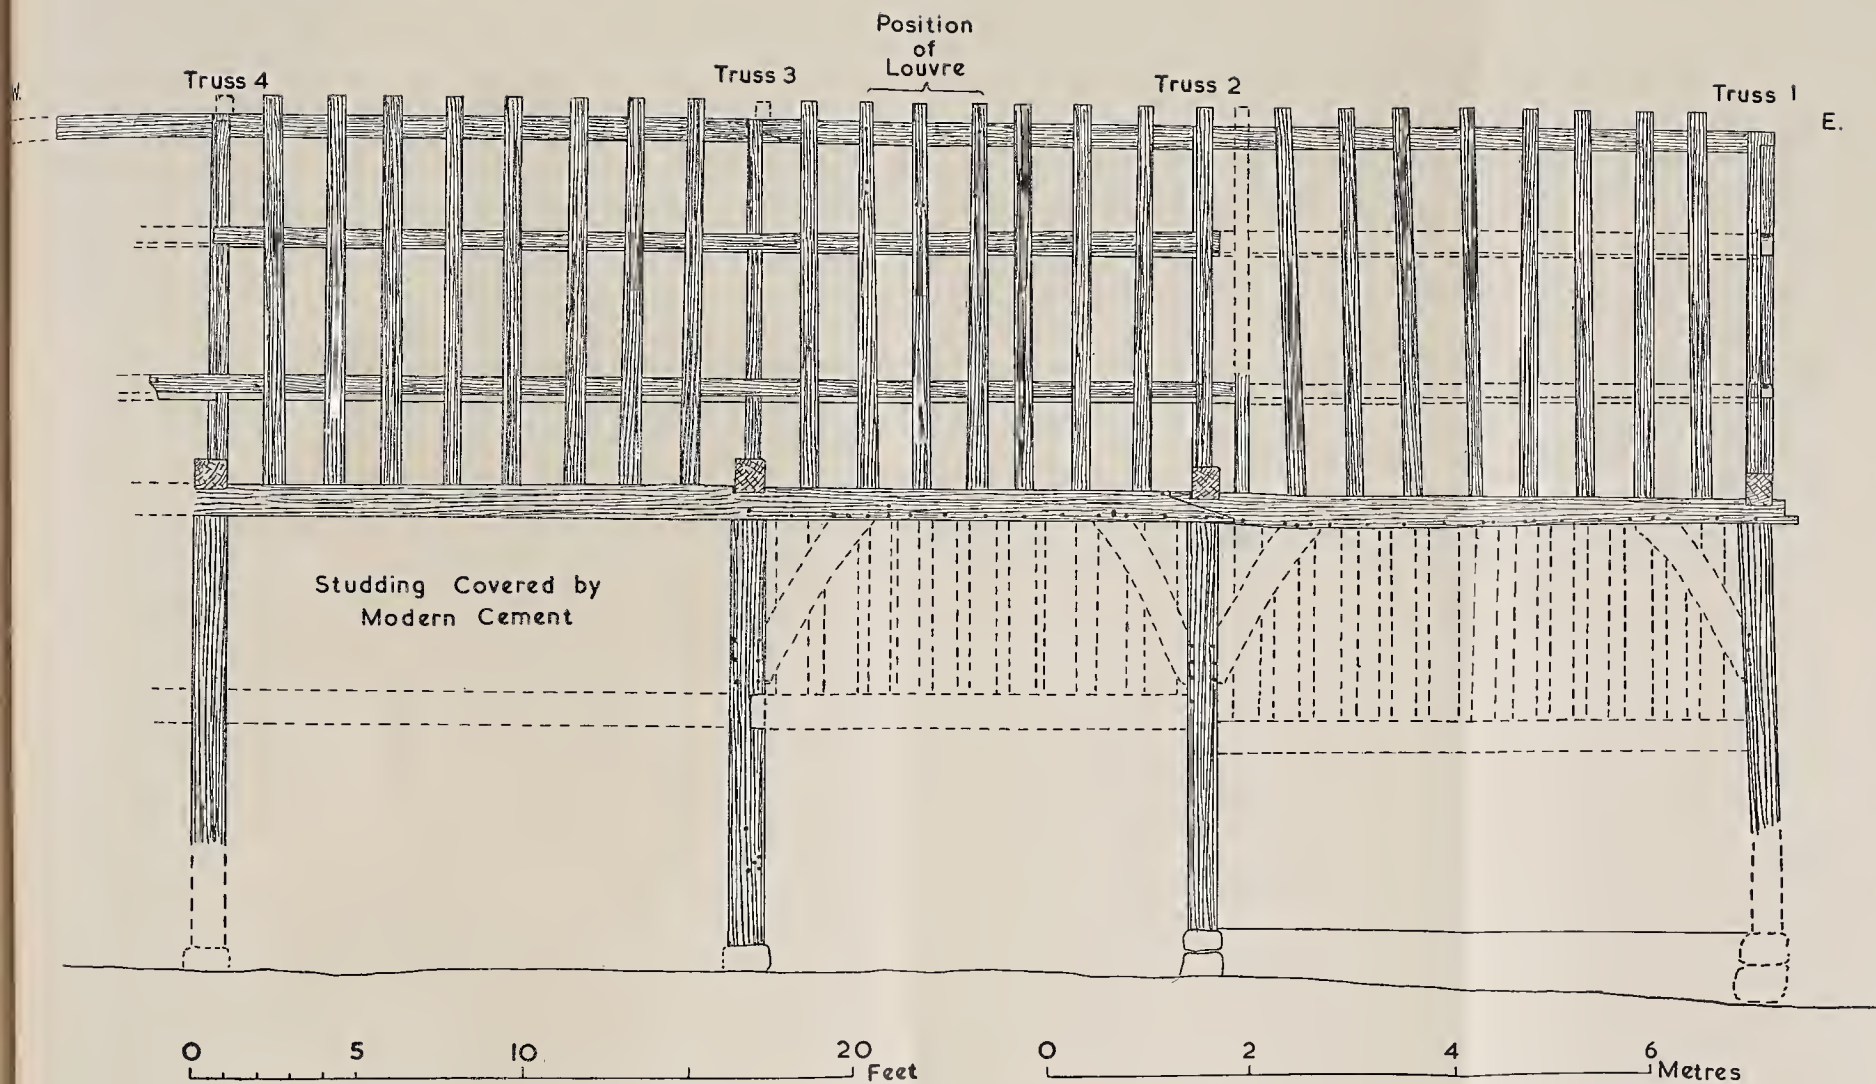 Position
of
Louvre
Truss 4
Truss 3
Truss 2
Truss 1
W.
E.
Studding Covered by
Modern Cement
0 5 10 20 Feet
0 2 4 6 Metres